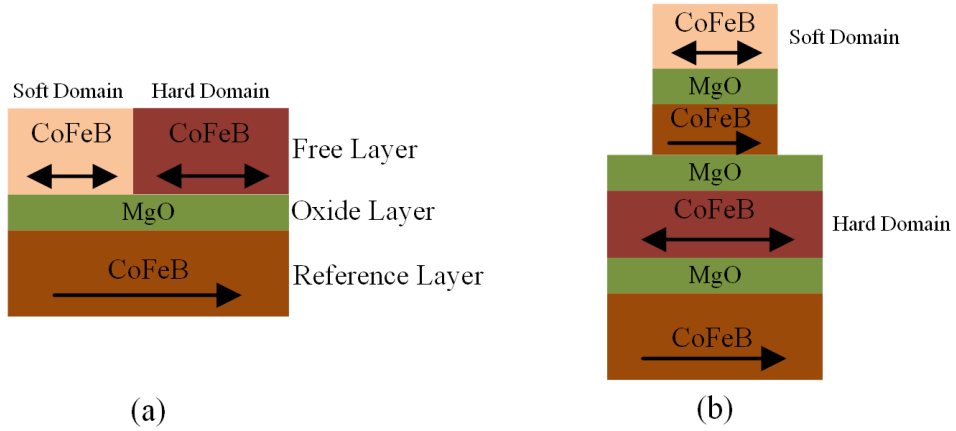 Soft Domain
Hard Domain
CoFeB
CoFeB
Free Layer
MgO
Oxide Layer
CoFeB
Reference Layer
(a)
CoFeB
Soft Domain
MgO
CoFeB
MgO
CoFeB
Hard Domain
MgO
CoFeB
(b)